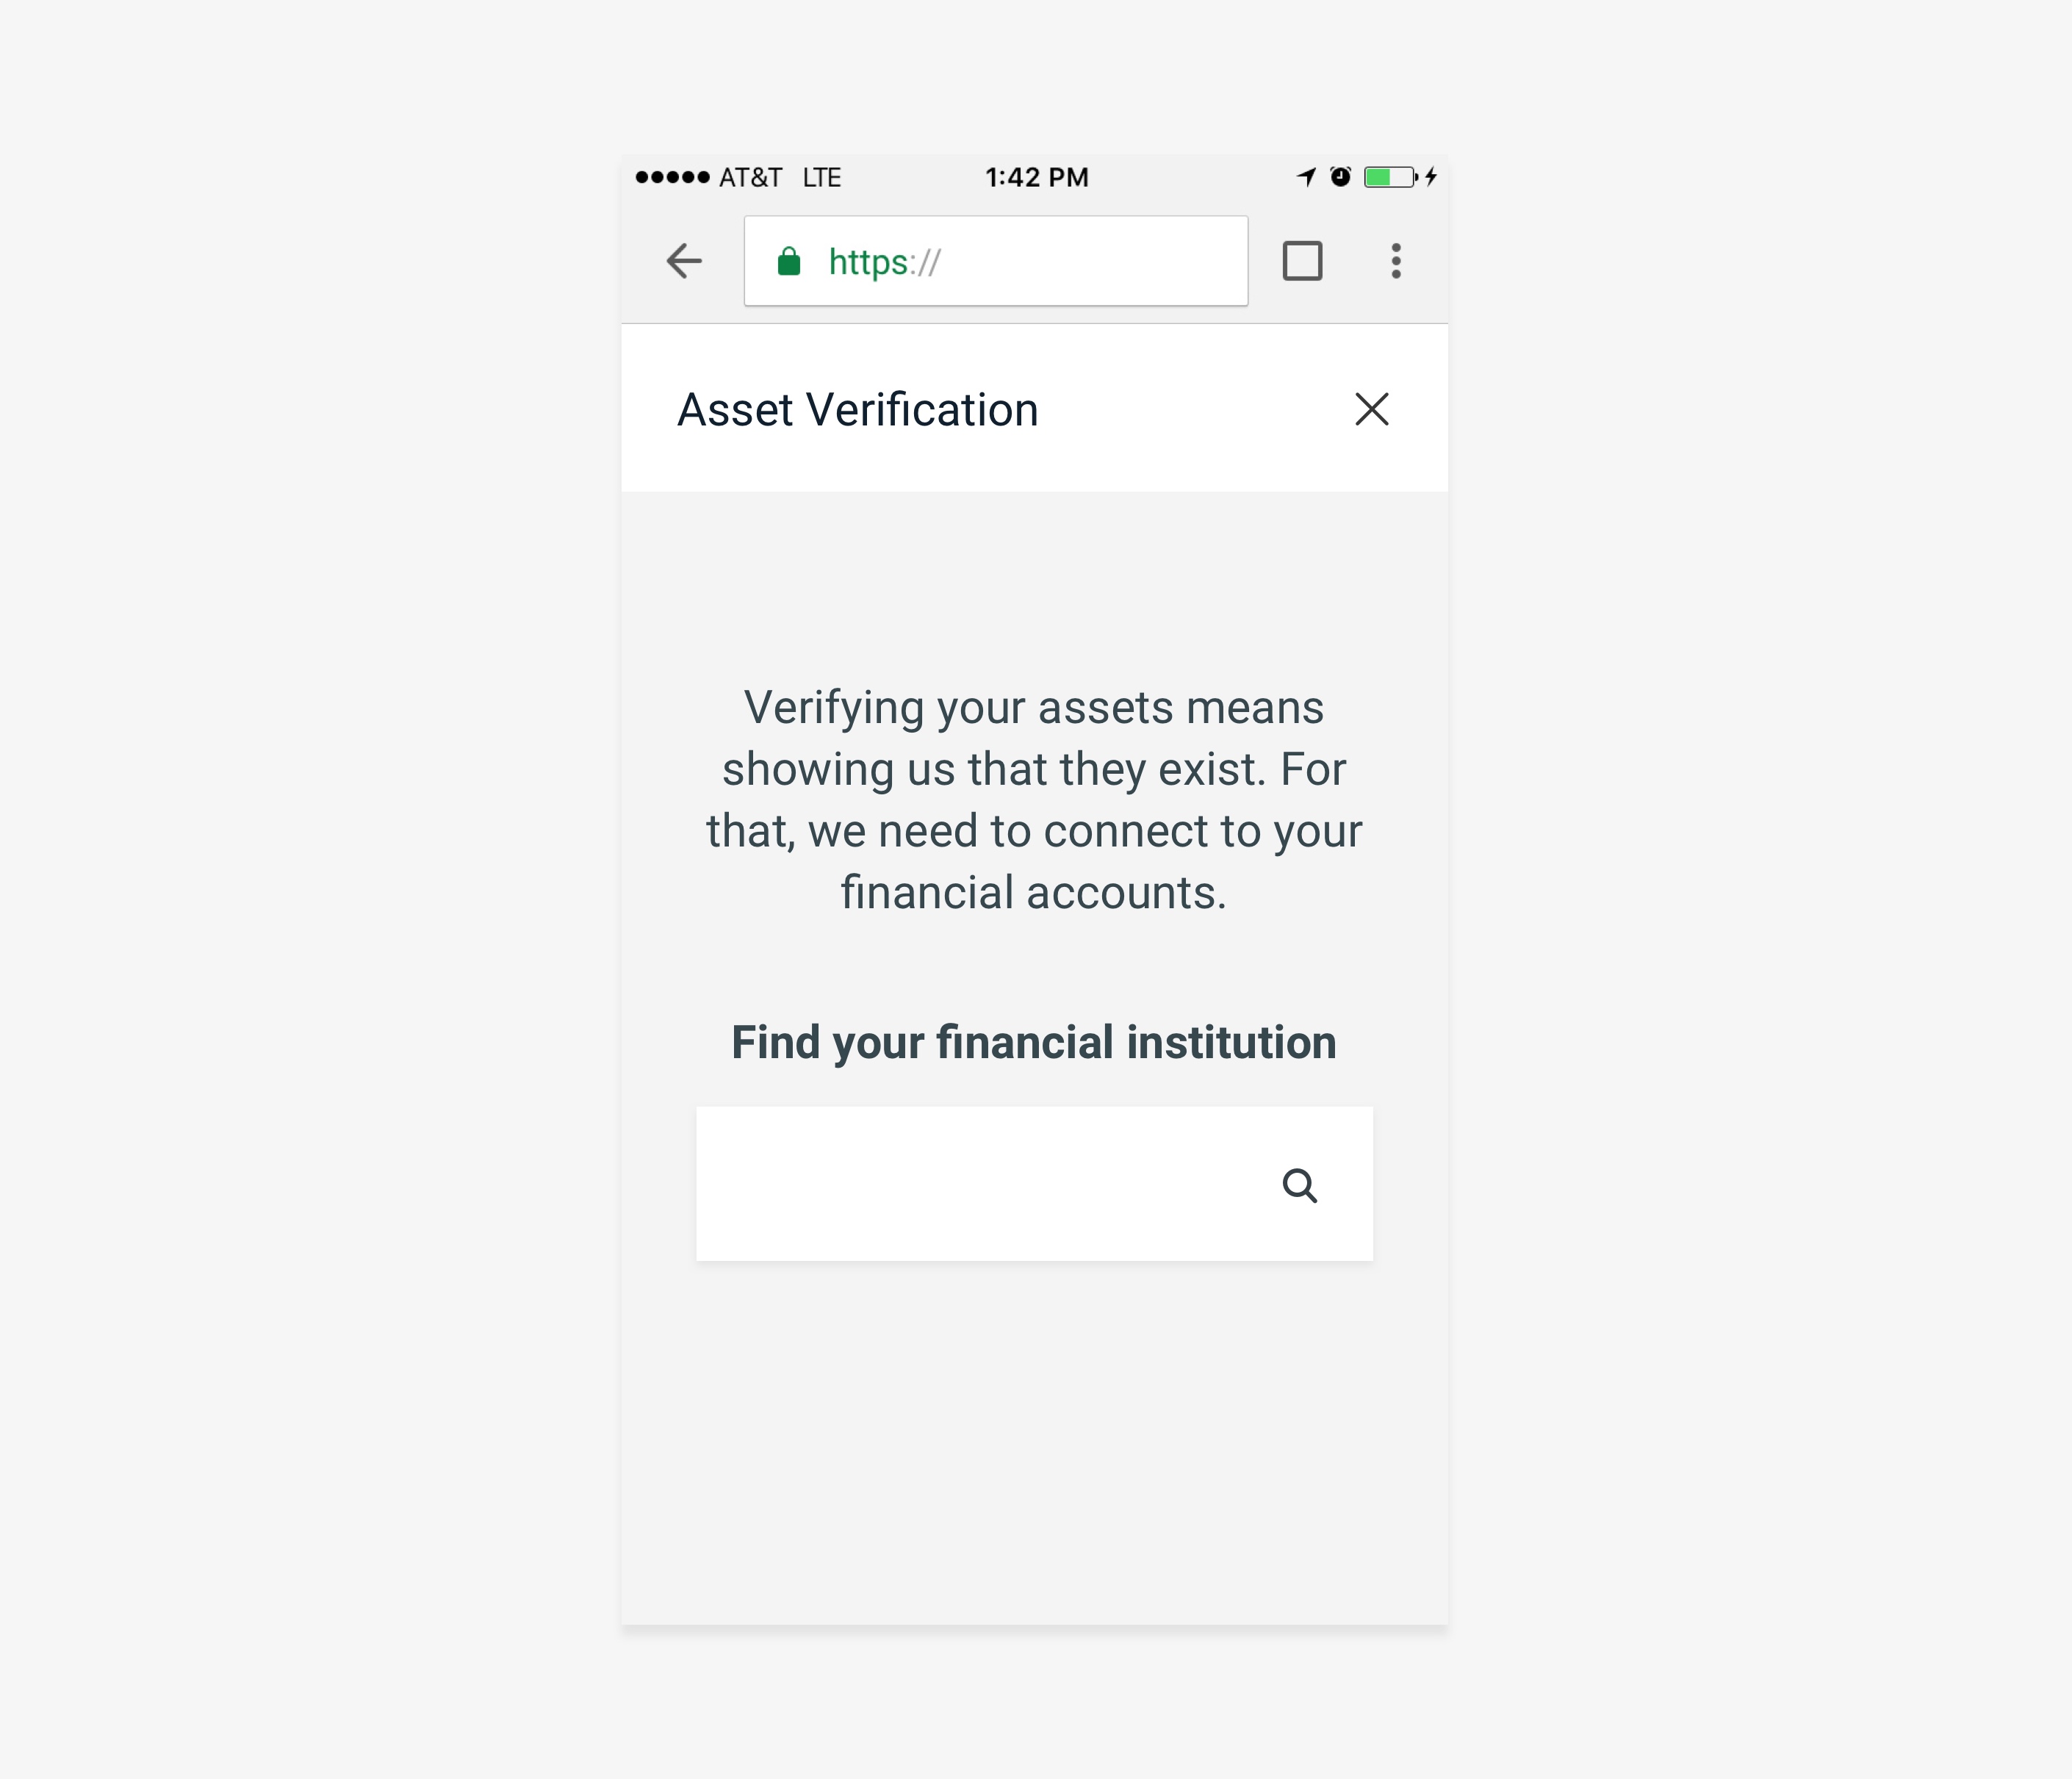 AT&T LTE 1:42 PM
https://
Asset Verification
Verifying your assets means
showing us that they exist. For
that, we need to connect to your
financial accounts.
Find your financial institution